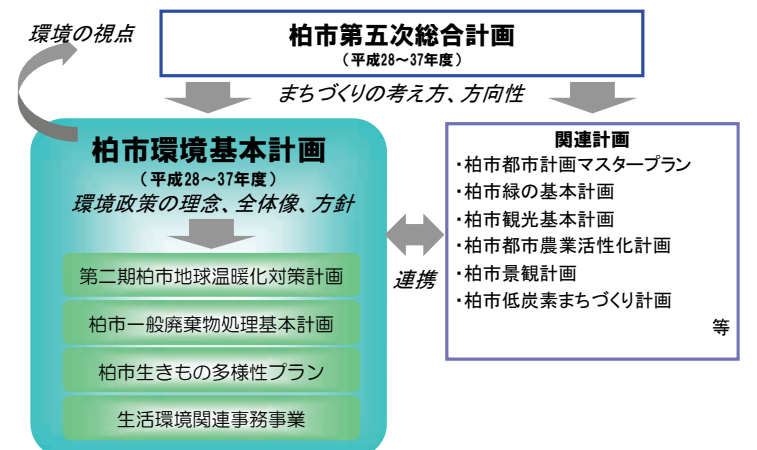 環境の視点
柏市第五次総合計画
（平成28～37年度）
まちづくりの考え方、方向性
柏市環境基本計画
（平成28～37年度）
環境政策の理念、全体像、方針
第二期柏市地球温暖化対策計画
柏市一般廃棄物処理基本計画
柏市生きもの多様性プラン
生活環境関連事務事業
連携
関連計画
・柏市都市計画マスタープラン
・柏市緑の基本計画
・柏市観光基本計画
・柏市都市農業活性化計画
・柏市景観計画
・柏市低炭素まちづくり計画
等